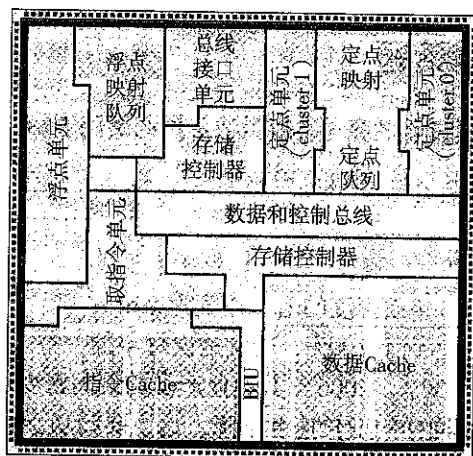 浮点单元
浮点
映射
队列
总线
接口
单元
存储
控制器
定点单元
(cluster 1)
定点
映射
定点
队列
定点单元
(cluster 0)
取指令单元
数据和控制总线
存储控制器
指令Cache
BIU
数据Cache